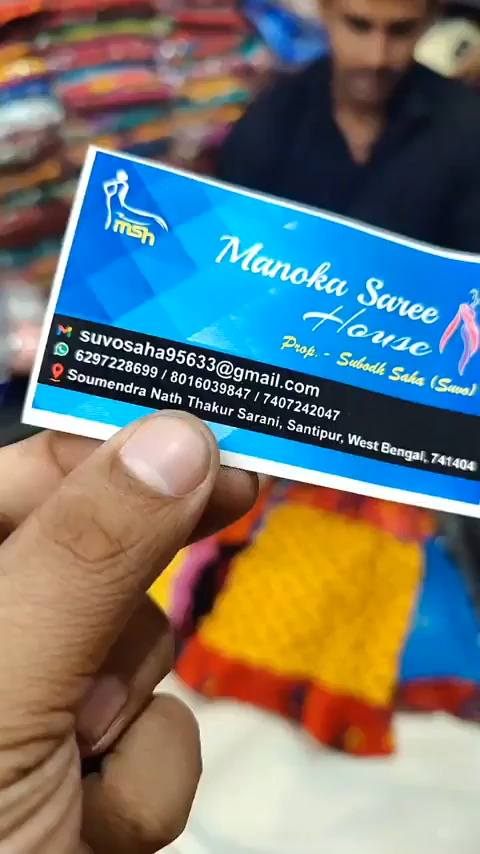 msh
Manoka Saree
House
Prop. - Subodh Saha (Suvo)
suvosaha95633@gmail.com
6297228699 / 8016039847 / 7407242047
Soumendra Nath Thakur Sarani, Santipur, West Bengal, 741404